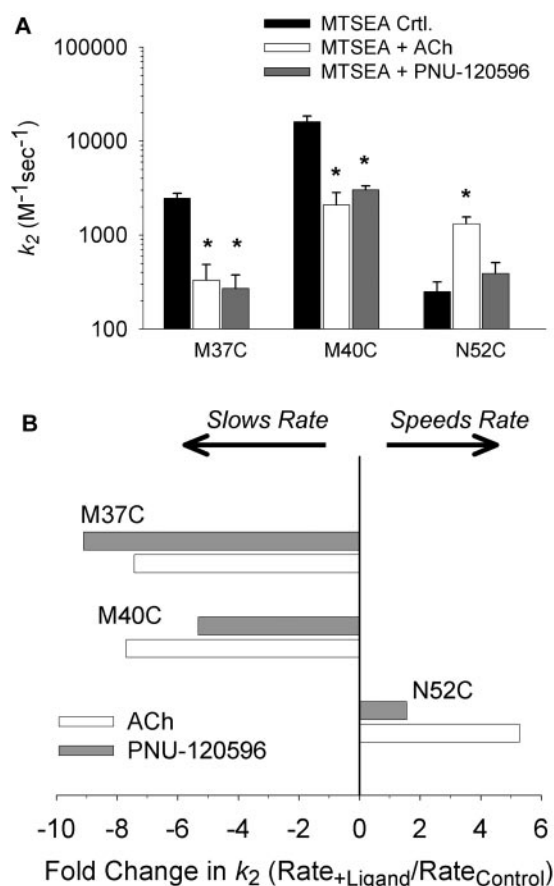 A
MTSEA Crtl.
MTSEA + ACh
MTSEA + PNU-120596
100000
10000
1000
100
k₂ (M⁻¹sec⁻¹)
* *
* *
*
M37C M40C N52C
B
Slows Rate Speeds Rate
M37C
M40C
N52C
ACh
PNU-120596
-10 -8 -6 -4 -2 0 2 4 6
Fold Change in k₂ (Rate+Ligand/RateControl)